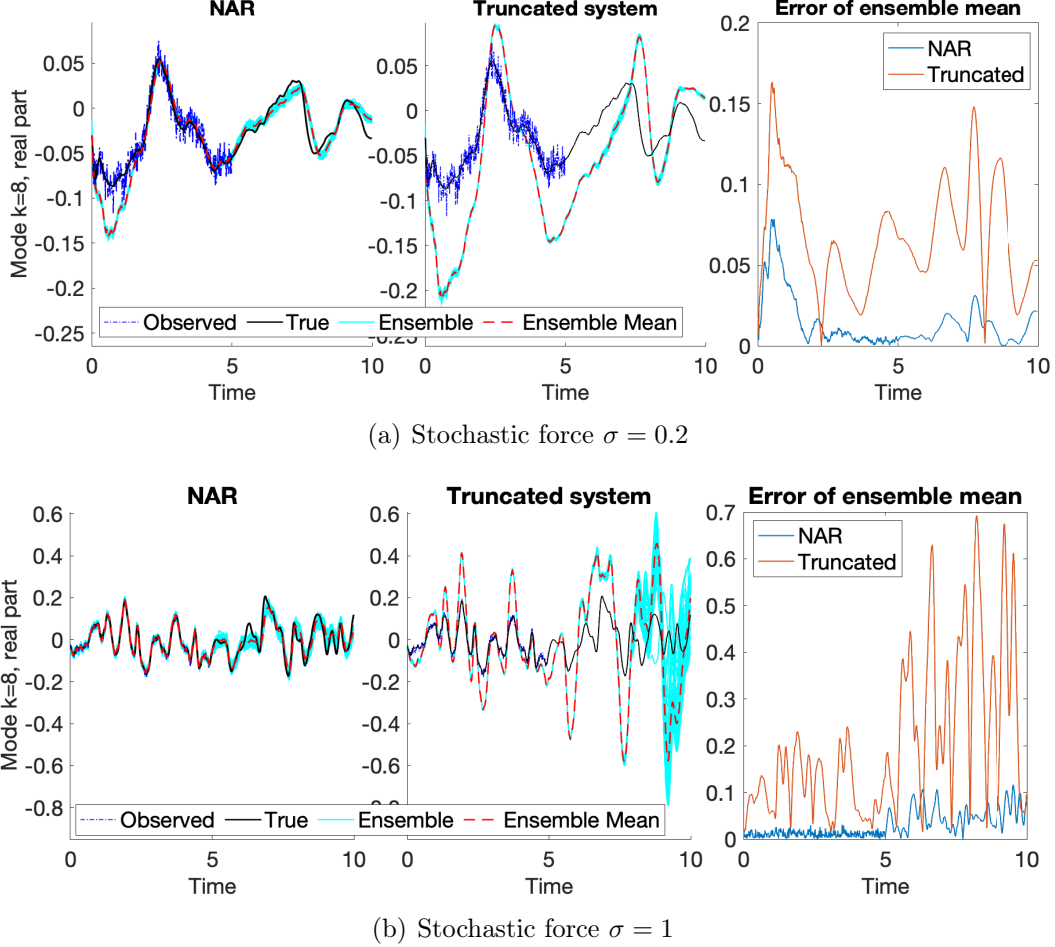 NAR
Truncated system
Error of ensemble mean
Mode k=8, real part
0.05
0
-0.05
-0.1
-0.15
-0.2
-0.25
0.05
0
-0.05
-0.1
-0.15
-0.2
-0.25
0.2
0.15
0.1
0.05
0
NAR
Truncated
Observed True Ensemble Ensemble Mean
0 5 10
0 5 10
0 5 10
Time
Time
Time
(a) Stochastic force σ = 0.2
NAR
Truncated system
Error of ensemble mean
Mode k=8, real part
0.6
0.4
0.2
0
-0.2
-0.4
-0.6
-0.8
0.6
0.4
0.2
0
-0.2
-0.4
-0.6
0.7
0.6
0.5
0.4
0.3
0.2
0.1
0
NAR
Truncated
Observed True Ensemble Ensemble Mean
0 5 10
0 5 10
0 5 10
Time
Time
Time
(b) Stochastic force σ = 1